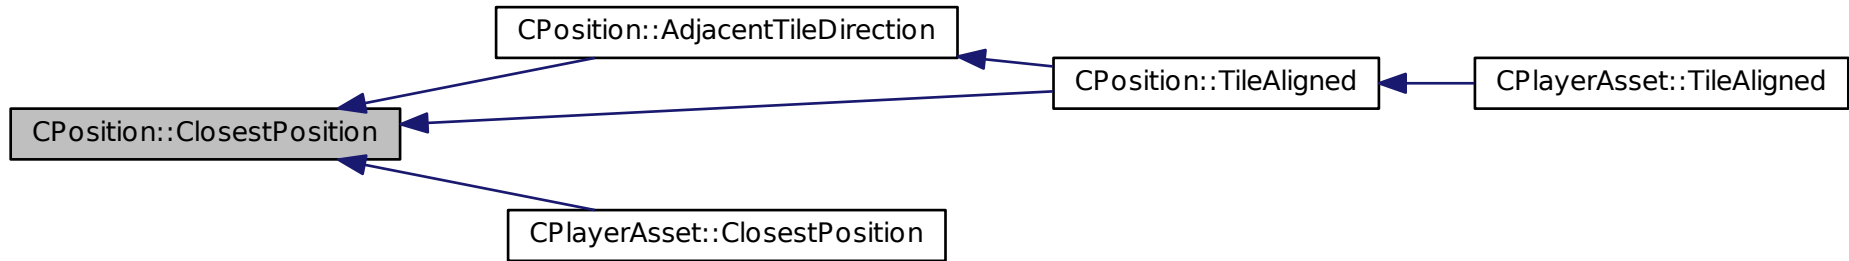 CPosition::AdjacentTileDirection
CPosition::TileAligned
CPlayerAsset::TileAligned
CPosition::ClosestPosition
CPlayerAsset::ClosestPosition